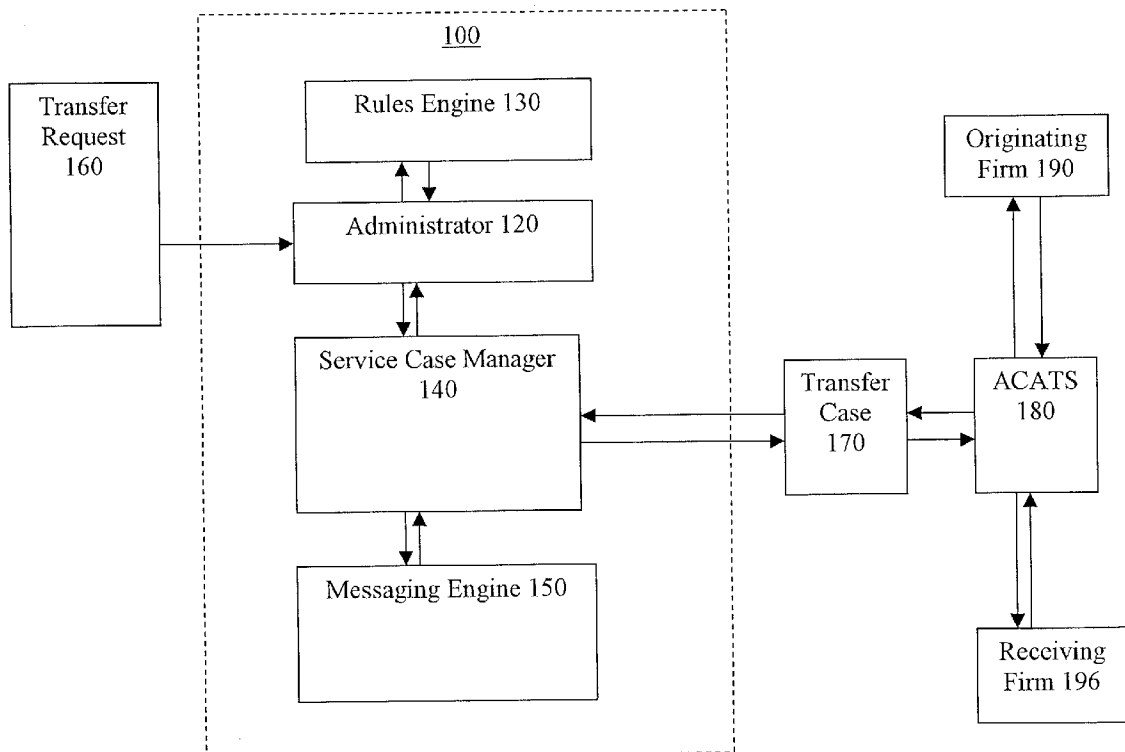 100
Transfer
Request
160
Rules Engine 130
Administrator 120
Service Case Manager
140
Messaging Engine 150
Transfer
Case
170
Originating
Firm 190
ACATS
180
Receiving
Firm 196